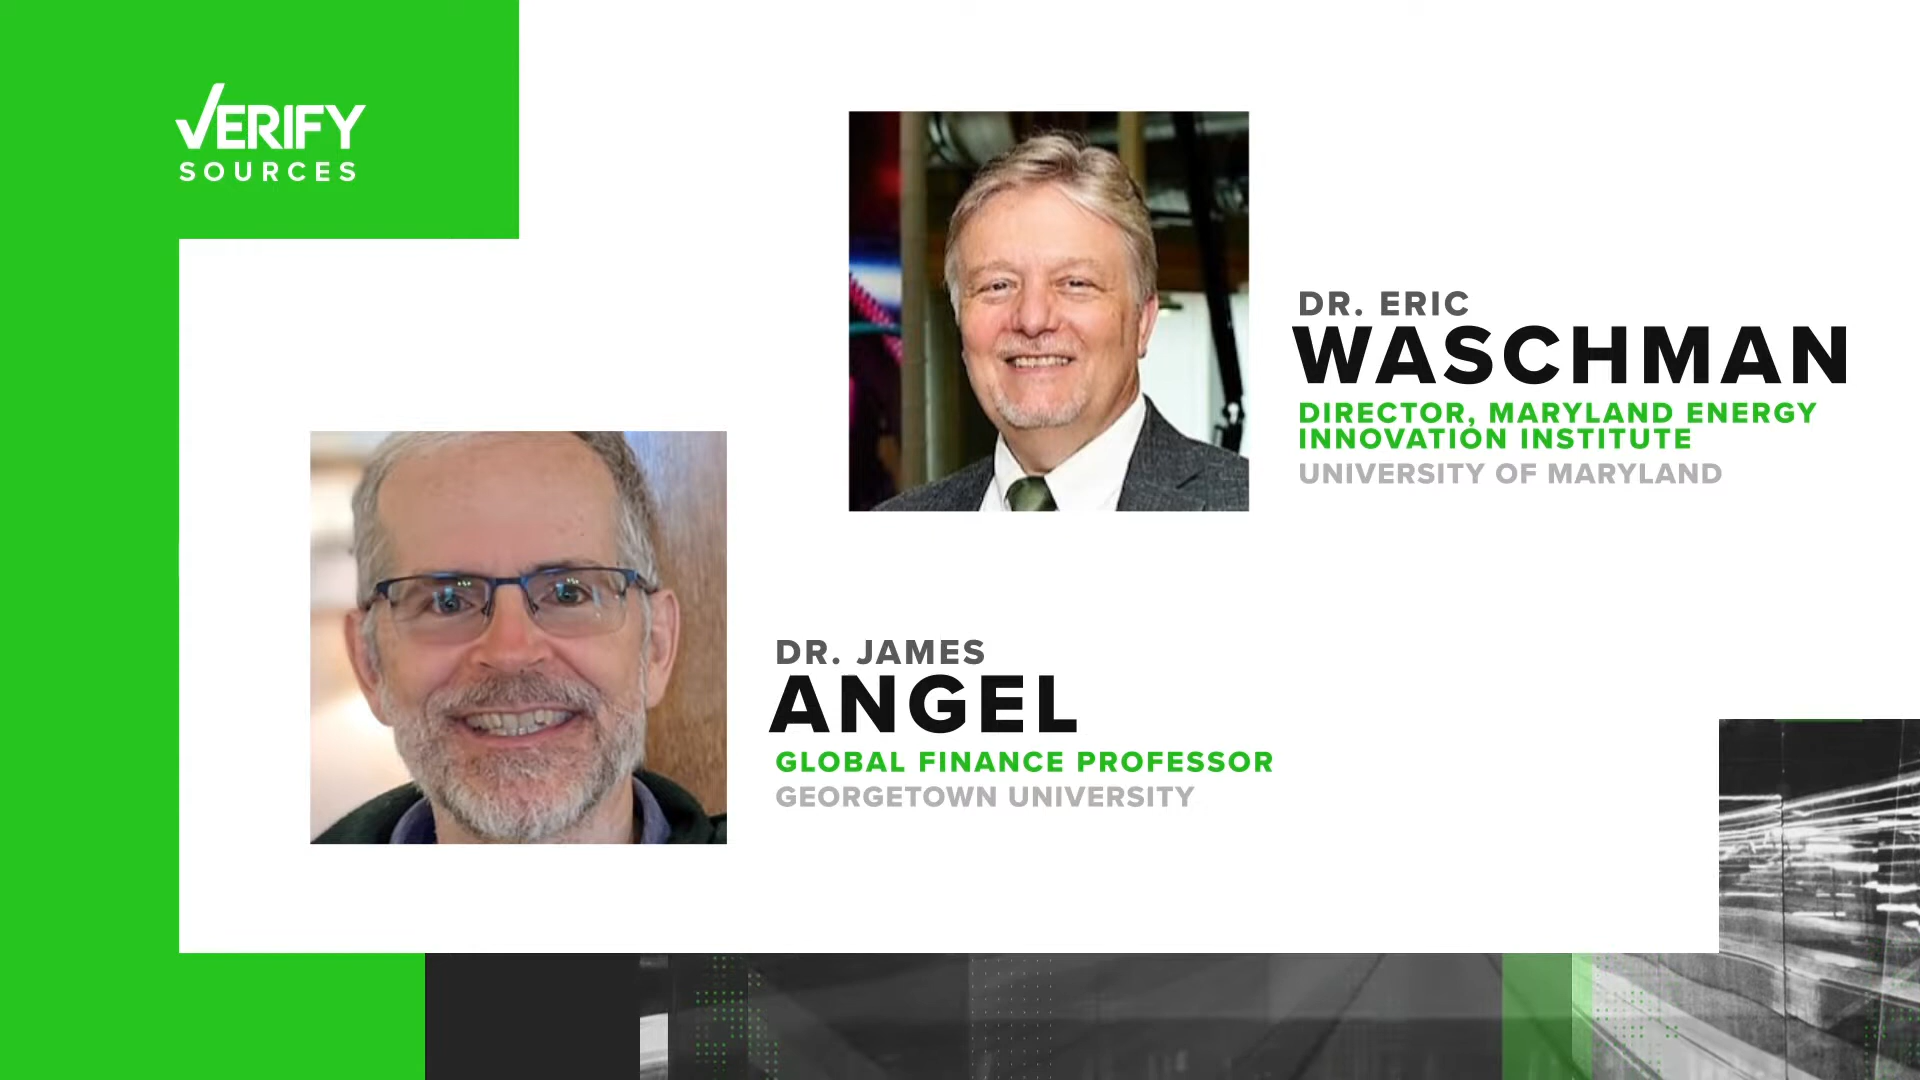 VERIFY
SOURCES
DR. ERIC
WASCHMAN
DIRECTOR, MARYLAND ENERGY
INNOVATION INSTITUTE
UNIVERSITY OF MARYLAND
DR. JAMES
ANGEL
GLOBAL FINANCE PROFESSOR
GEORGETOWN UNIVERSITY